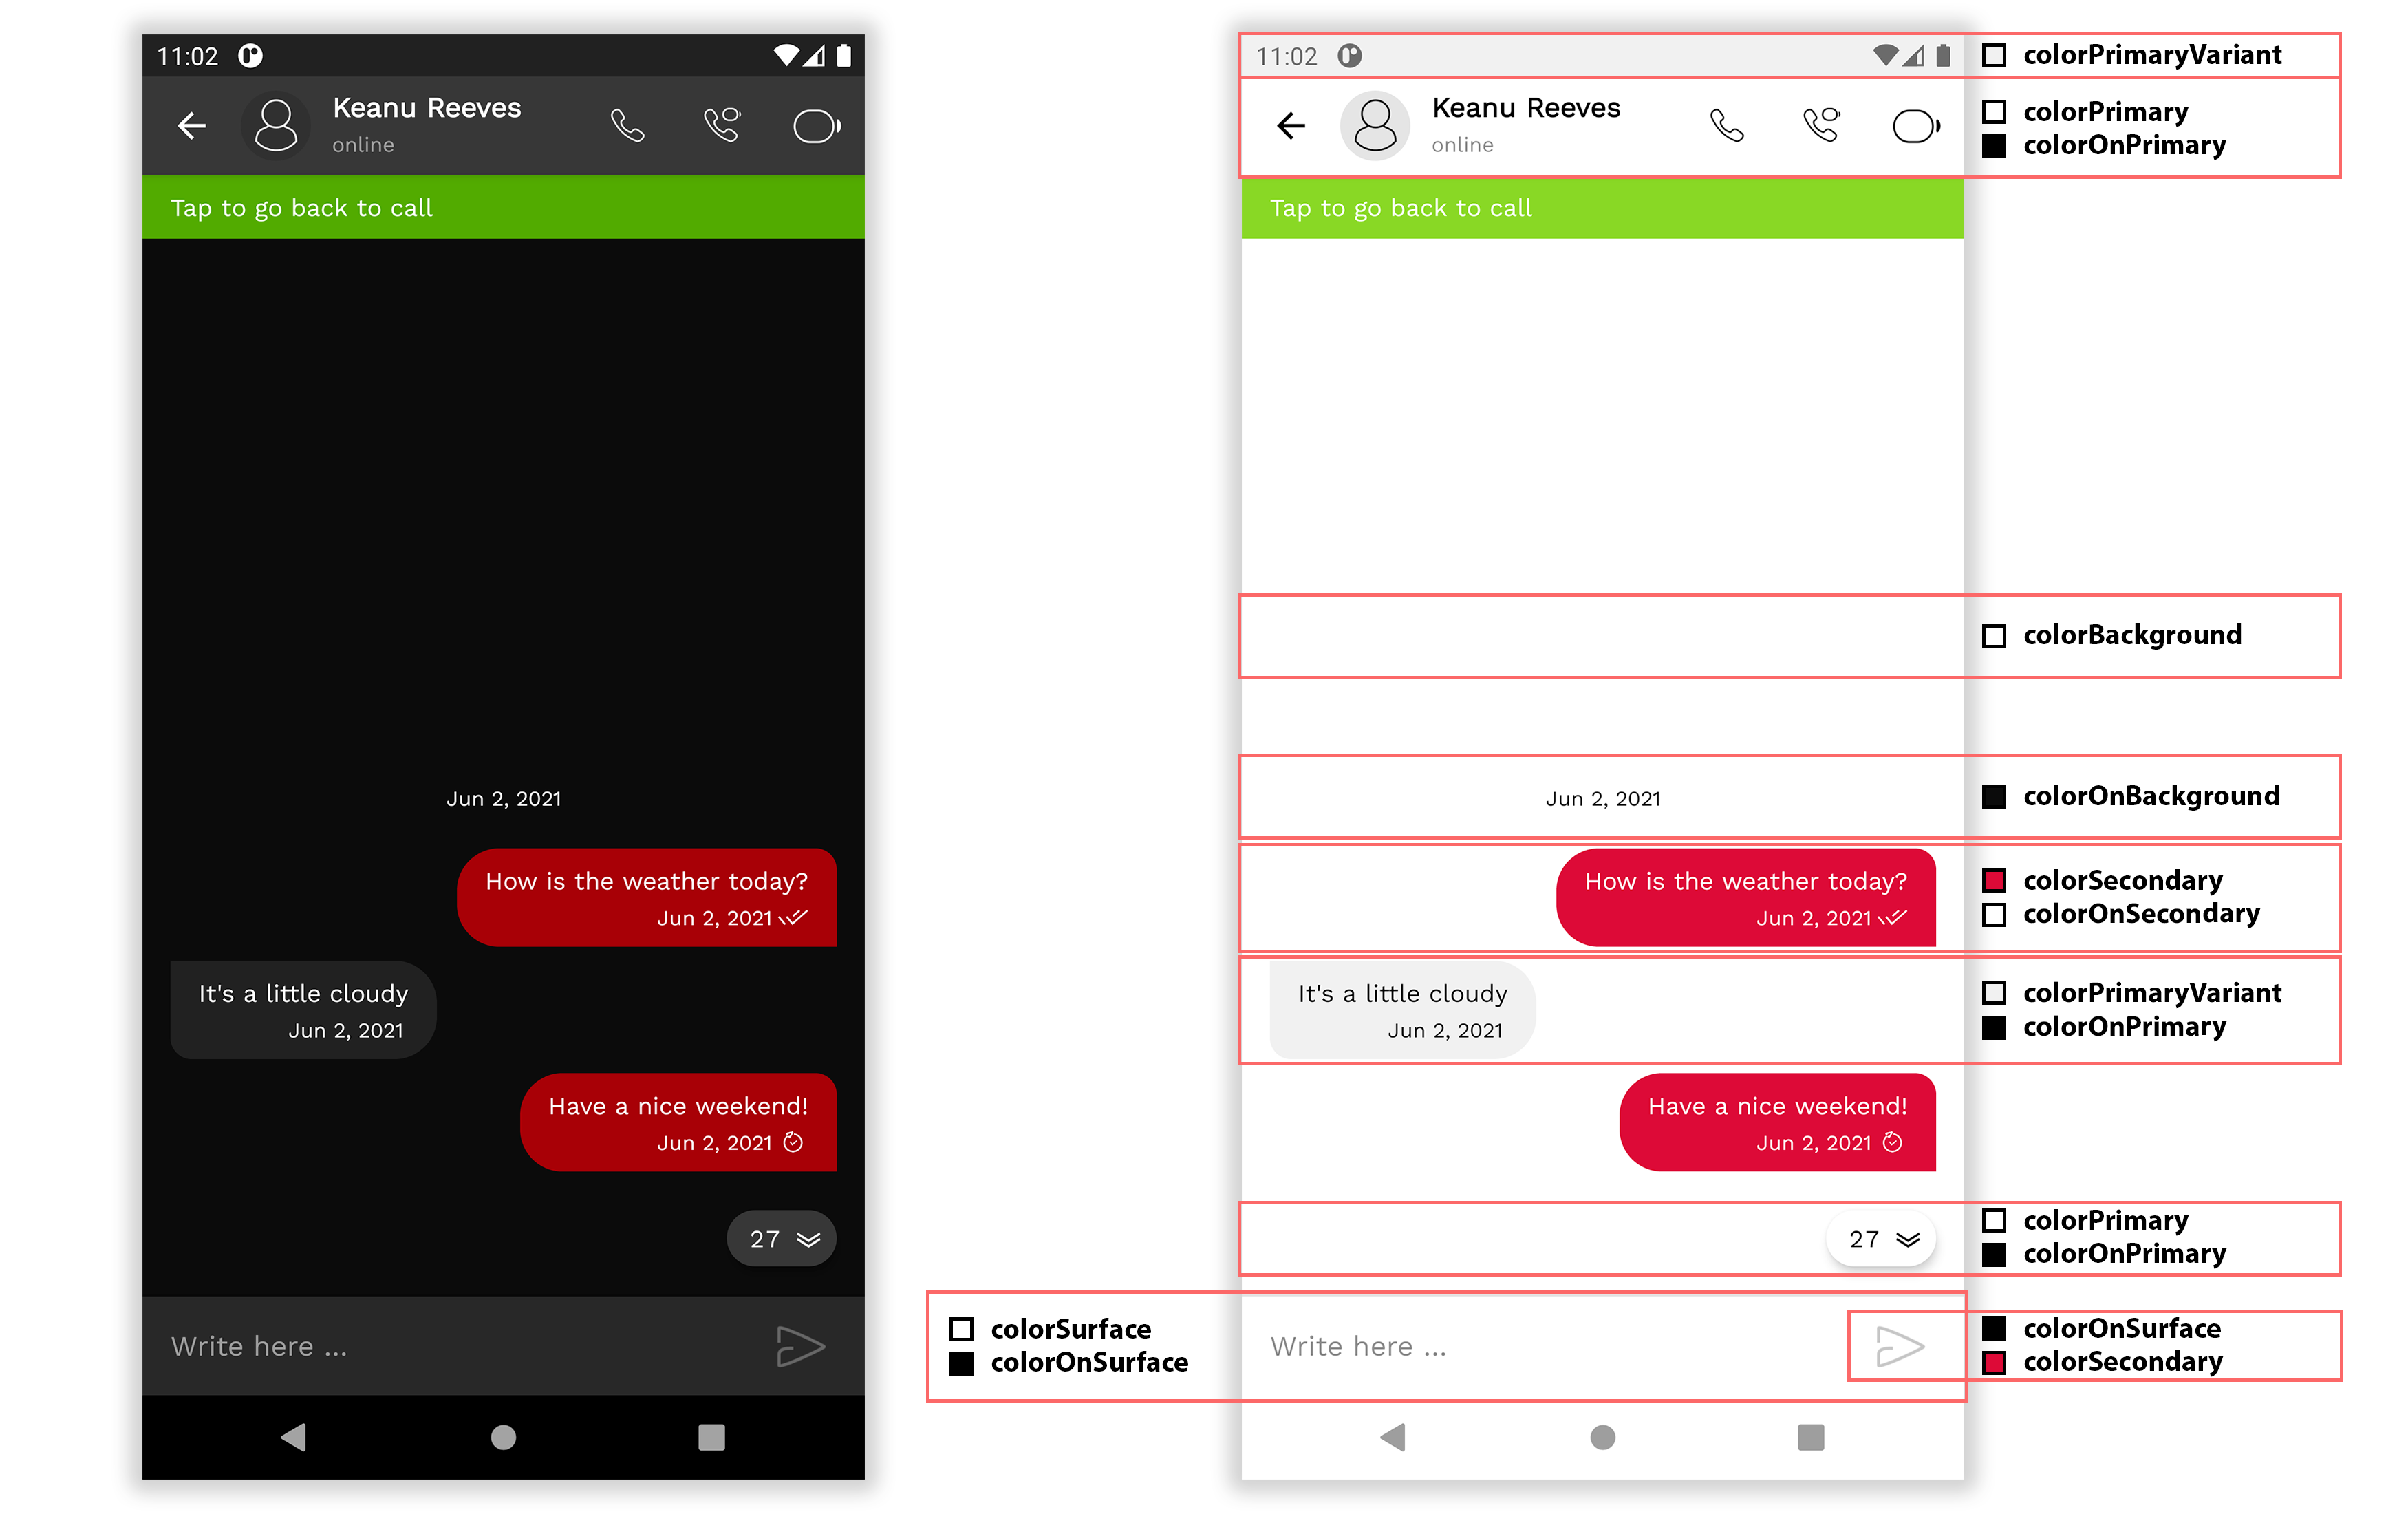 11:02
Keanu Reeves
online
Tap to go back to call
Jun 2, 2021
How is the weather today?
Jun 2, 2021
It's a little cloudy
Jun 2, 2021
Have a nice weekend!
Jun 2, 2021
27
Write here ...
11:02
colorPrimaryVariant
Keanu Reeves
online
colorPrimary
colorOnPrimary
Tap to go back to call
colorBackground
Jun 2, 2021
colorOnBackground
How is the weather today?
Jun 2, 2021
colorSecondary
colorOnSecondary
It's a little cloudy
Jun 2, 2021
colorPrimaryVariant
colorOnPrimary
Have a nice weekend!
Jun 2, 2021
27
colorPrimary
colorOnPrimary
colorSurface
colorOnSurface
Write here ...
colorOnSurface
colorSecondary